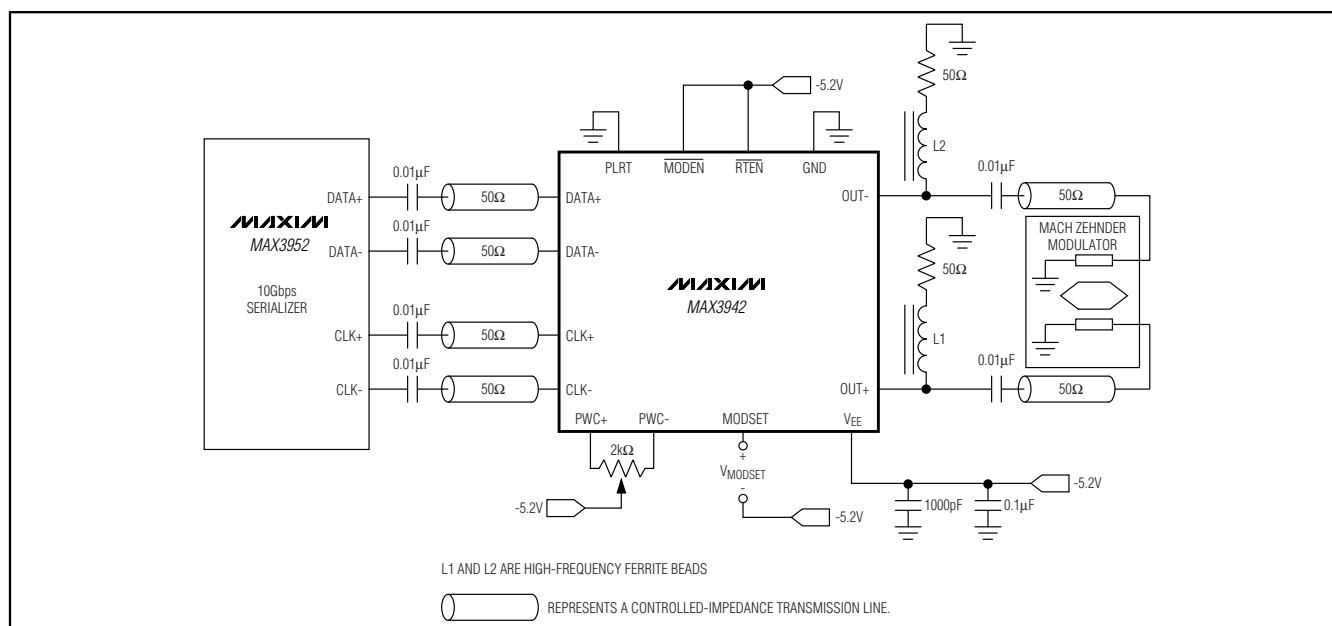 -5.2V
50Ω
L2
PLRT
MODEN
RTEN
GND
0.01µF
DATA+
50Ω
DATA+
OUT-
0.01µF
50Ω
MAXIM
MAX3952
0.01µF
DATA-
50Ω
DATA-
MACH ZEHNDER
MODULATOR
50Ω
MAXIM
MAX3942
10Gbps
SERIALIZER
0.01µF
CLK+
50Ω
CLK+
L1
0.01µF
CLK-
50Ω
CLK-
OUT+
0.01µF
50Ω
PWC+
PWC-
MODSET
VEE
2kΩ
+
VMODSET
-
-5.2V
-5.2V
-5.2V
1000pF
0.1µF
L1 AND L2 ARE HIGH-FREQUENCY FERRITE BEADS
REPRESENTS A CONTROLLED-IMPEDANCE TRANSMISSION LINE.